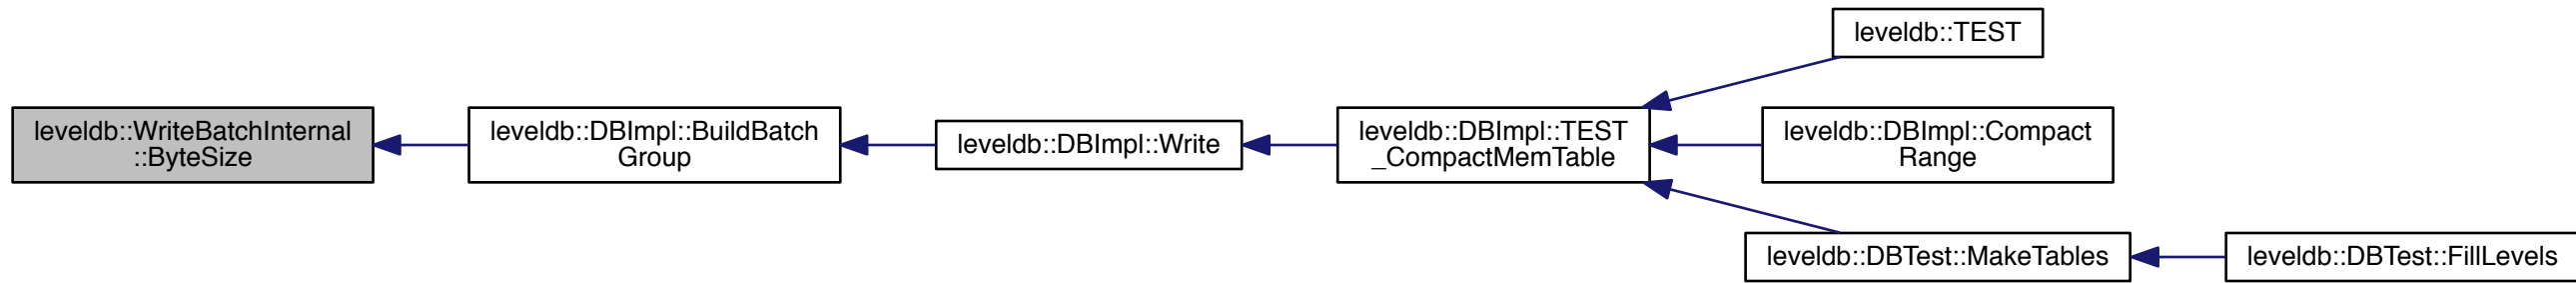 leveldb::WriteBatchInternal
::ByteSize
leveldb::DBImpl::BuildBatch
Group
leveldb::DBImpl::Write
leveldb::DBImpl::TEST
_CompactMemTable
leveldb::TEST
leveldb::DBImpl::Compact
Range
leveldb::DBTest::MakeTables
leveldb::DBTest::FillLevels